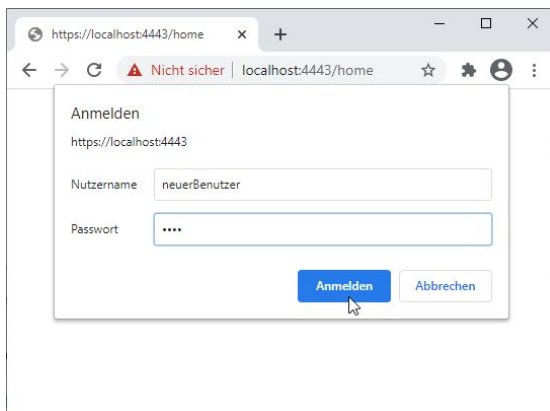 https://localhost:4443/home
Nicht sicher | localhost:4443/home
Anmelden
https://localhost:4443
Nutzername neuerBenutzer
Passwort ••••
Anmelden Abbrechen